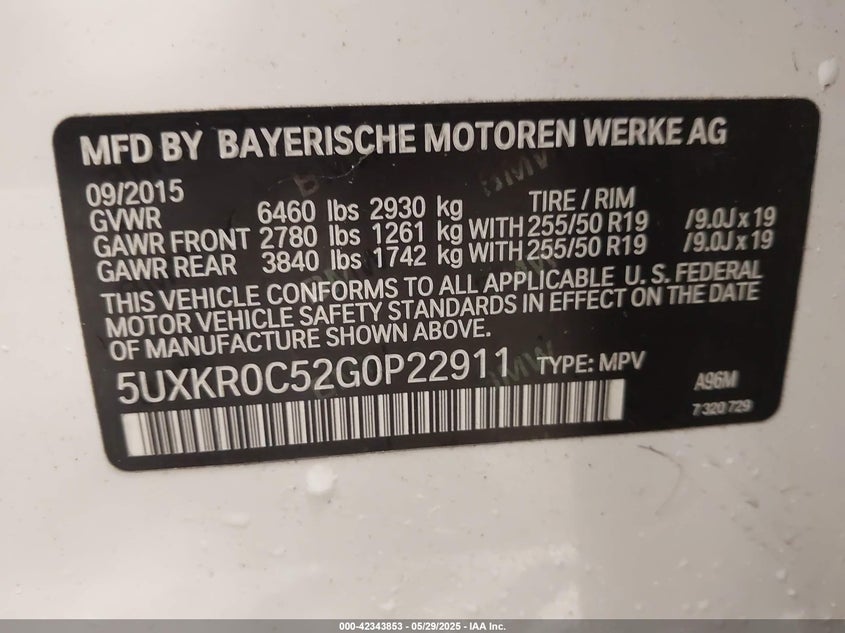 MFD BY BAYERISCHE MOTOREN WERKE AG
09/2015 TIRE / RIM
GVWR 6460 lbs 2930 kg
GAWR FRONT 2780 lbs 1261 kg WITH 255/50 R19 /9.0J x 19
GAWR REAR 3840 lbs 1742 kg WITH 255/50 R19 /9.0J x 19
THIS VEHICLE CONFORMS TO ALL APPLICABLE U. S. FEDERAL
MOTOR VEHICLE SAFETY STANDARDS IN EFFECT ON THE DATE
OF MANUFACTURE SHOWN ABOVE.
5UXKR0C52G0P22911 TYPE: MPV A96M
7 320 729
BMW
BMW
000-42343853 — 05/29/2025 — IAA Inc.